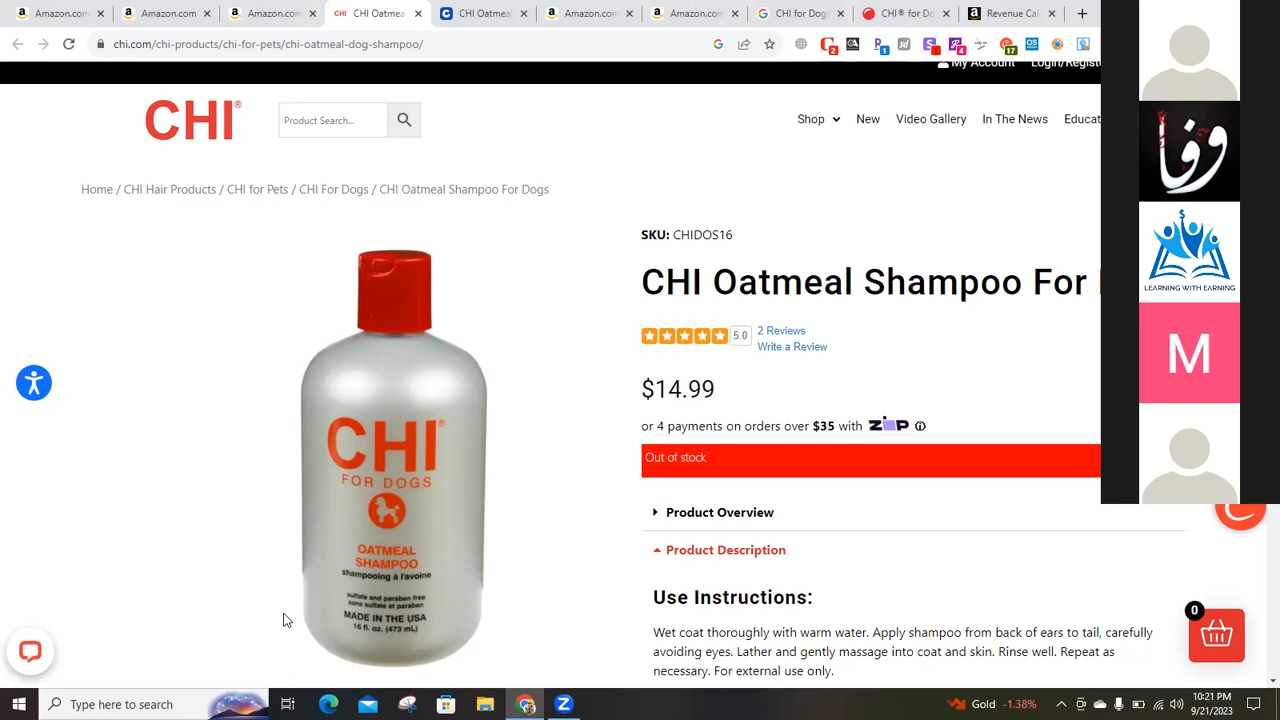 Amazon.com
Amazon.com
Amazon.com
CHI Oatmeal
CHI Oatmeal
Amazon.com
Amazon.com
CHI for Dogs
CHI® for Do
Revenue Cal
chi.com/chi-products/chi-for-pets/chi-oatmeal-dog-shampoo/
My Account
Login/Registe
CHI®
Product Search...
Shop
New
Video Gallery
In The News
Educat
Home / CHI Hair Products / CHI for Pets / CHI For Dogs / CHI Oatmeal Shampoo For Dogs
SKU: CHIDOS16
CHI Oatmeal Shampoo For
5.0
2 Reviews
Write a Review
$14.99
or 4 payments on orders over $35 with zip
Out of stock
Product Overview
Product Description
Use Instructions:
Wet coat thoroughly with warm water. Apply shampoo from back of ears to tail, carefully
avoiding eyes. Lather and gently massage into coat and skin. Rinse well. Repeat as
necessary. For external use only.
CHI®
FOR DOGS
OATMEAL
SHAMPOO
shampooing à l'avoine
sulfate and paraben free
sans sulfate et paraben
MADE IN THE USA
16 fl. oz. (473 mL)
وفا
LEARNING WITH EARNING
M
0
Type here to search
Gold -1.38%
10:21 PM
9/21/2023